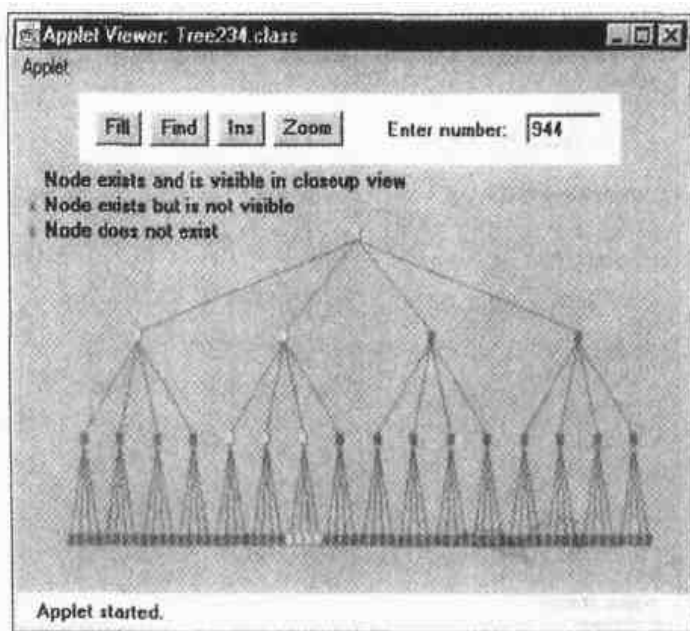 Applet Viewer: Tree234.class
Applet
Fill Find Ins Zoom Enter number: 944
Node exists and is visible in closeup view
Node exists but is not visible
Node does not exist
Applet started.